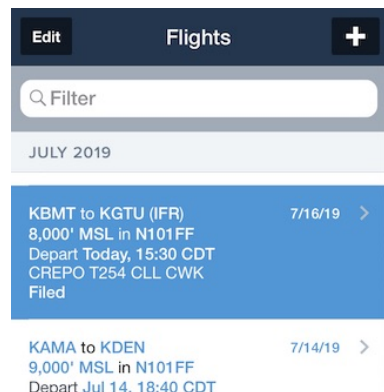 Edit
Flights
+
Filter
JULY 2019
KBMT to KGTU (IFR)
7/16/19
8,000' MSL in N101FF
Depart Today, 15:30 CDT
CREPO T254 CLL CWK
Filed
KAMA to KDEN
7/14/19
9,000' MSL in N101FF
Depart Jul 14, 18:40 CDT